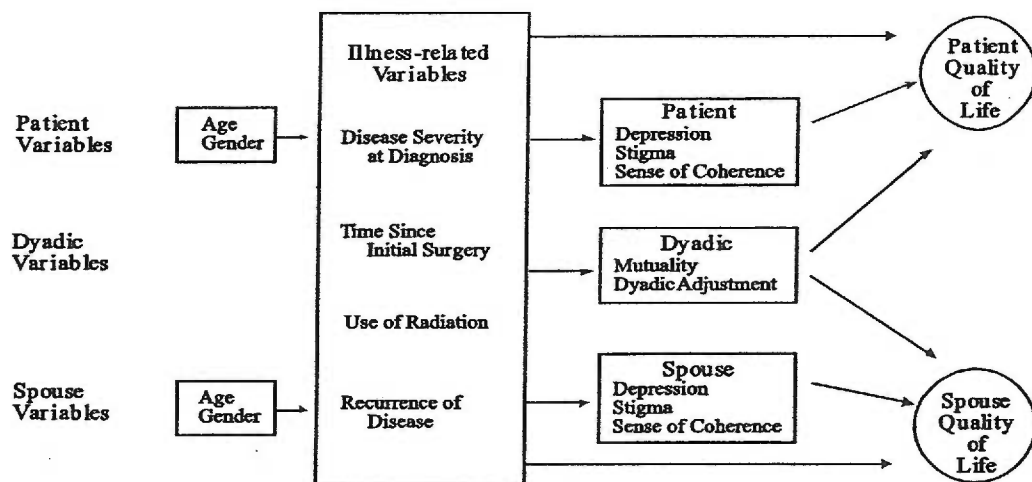 Patient
Variables
Dyadic
Variables
Spouse
Variables
Age
Gender
Age
Gender
Illness-related
Variables
Disease Severity
at Diagnosis
Time Since
Initial Surgery
Use of Radiation
Recurrence of
Disease
Patient
Depression
Stigma
Sense of Coherence
Dyadic
Mutuality
Dyadic Adjustment
Spouse
Depression
Stigma
Sense of Coherence
Patient
Quality
of
Life
Spouse
Quality
of
Life